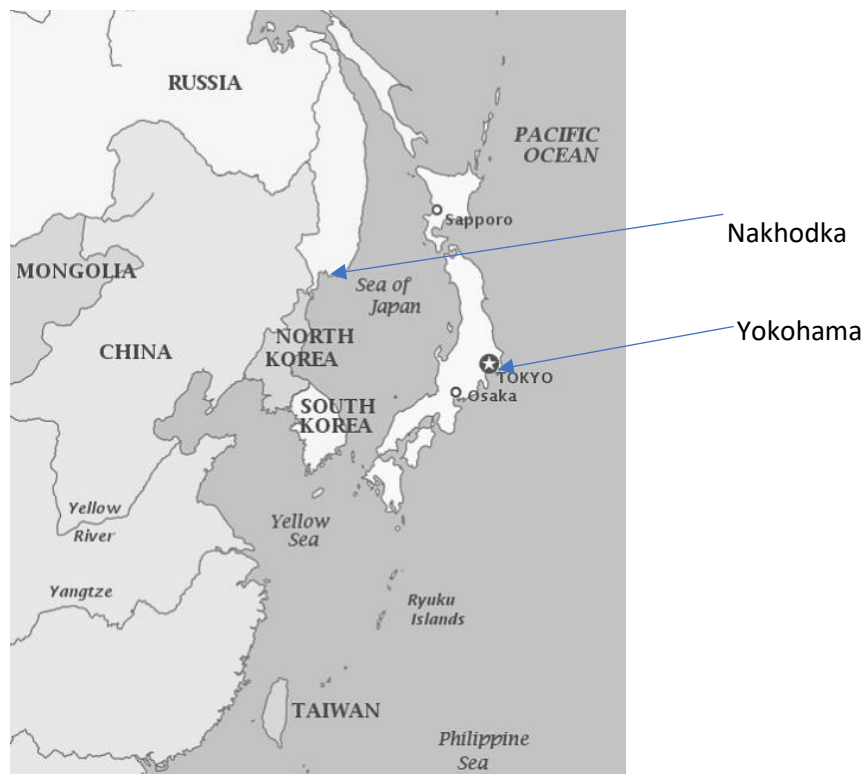 RUSSIA
PACIFIC
OCEAN
Sapporo
Nakhodka
MONGOLIA
Sea of
Japan
Yokohama
CHINA
NORTH
KOREA
TOKYO
Osaka
SOUTH
KOREA
Yellow
River
Yellow
Sea
Yangtze
Ryuku
Islands
TAIWAN
Philippine
Sea